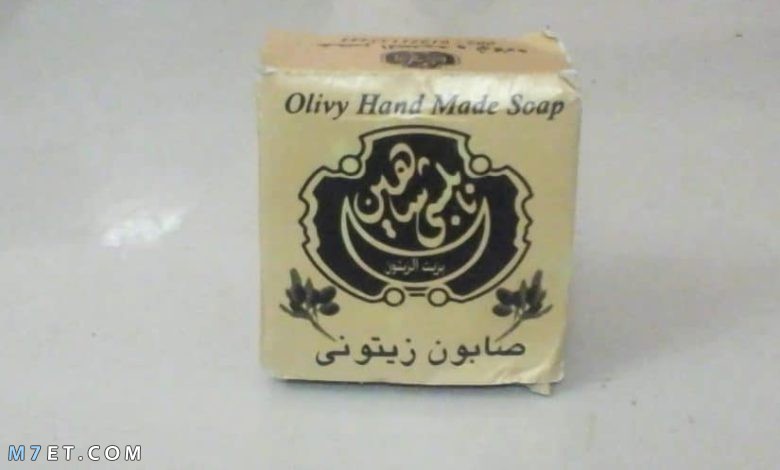 Olivy Hand Made Soap
نابلسي شاهين
بزيت الزيتون
صابون زيتونى
M7ET.COM